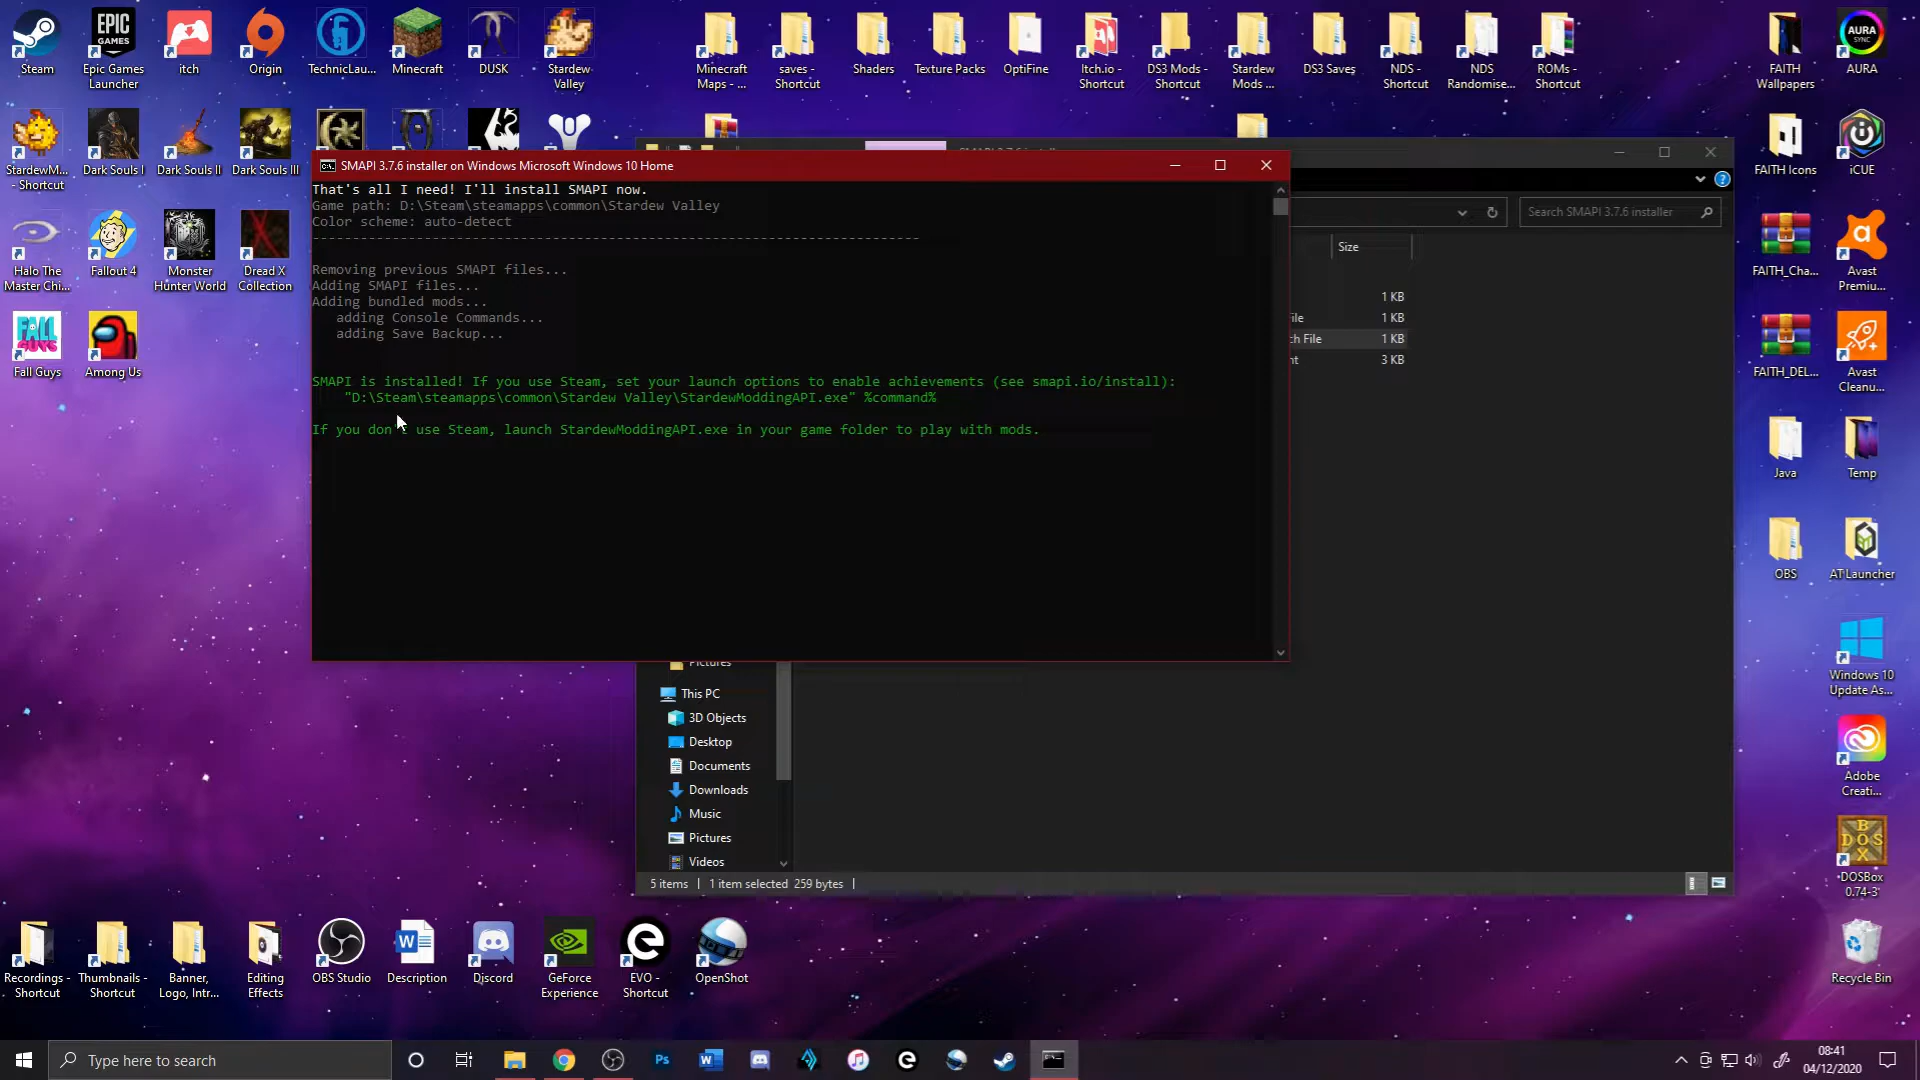 Steam
Epic Games Launcher
itch
Origin
TechnicLau...
Minecraft
DUSK
Stardew Valley
Minecraft Maps - ...
saves - Shortcut
Shaders
Texture Packs
OptiFine
Itch.io - Shortcut
DS3 Mods - Shortcut
Stardew Mods ...
DS3 Saves
NDS - Shortcut
NDS Randomise...
ROMs - Shortcut
FAITH Wallpapers
AURA
StardewM... - Shortcut
Dark Souls I
Dark Souls II
Dark Souls III
FAITH Icons
iCUE
SMAPI 3.7.6 installer on Windows Microsoft Windows 10 Home
That's all I need! I'll install SMAPI now.
Game path: D:\Steam\steamapps\common\Stardew Valley
Color scheme: auto-detect
----------------------------------------------------------------------------
Removing previous SMAPI files...
Adding SMAPI files...
Adding bundled mods...
adding Console Commands...
adding Save Backup...
SMAPI is installed! If you use Steam, set your launch options to enable achievements (see smapi.io/install):
"D:\Steam\steamapps\common\Stardew Valley\StardewModdingAPI.exe" %command%
If you don't use Steam, launch StardewModdingAPI.exe in your game folder to play with mods.
Search SMAPI 3.7.6 installer
Size
1 KB
1 KB
ch File 1 KB
3 KB
Halo The Master Chi...
Fallout 4
Monster Hunter World
Dread X Collection
FAITH_Cha...
Avast Premiu...
Fall Guys
Among Us
FAITH_DEL...
Avast Cleanu...
Java
Temp
OBS
ATLauncher
Windows 10 Update As...
Adobe Creati...
DOSBox 0.74-3
Recycle Bin
Pictures
This PC
3D Objects
Desktop
Documents
Downloads
Music
Pictures
Videos
5 items
1 item selected 259 bytes
Recordings - Shortcut
Thumbnails - Shortcut
Banner, Logo, Intr...
Editing Effects
OBS Studio
Description
Discord
GeForce Experience
EVO - Shortcut
OpenShot
Type here to search
08:41
04/12/2020